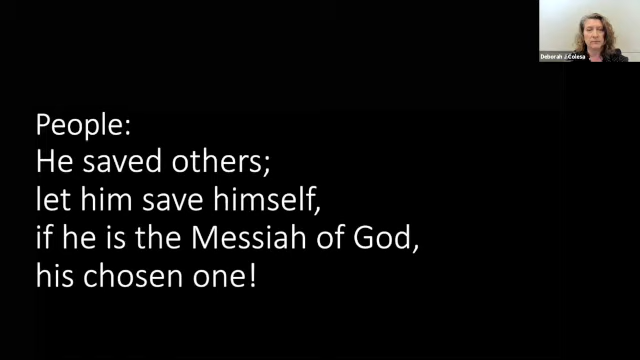 Deborah J.Colesa
People:
He saved others;
let him save himself,
if he is the Messiah of God,
his chosen one!